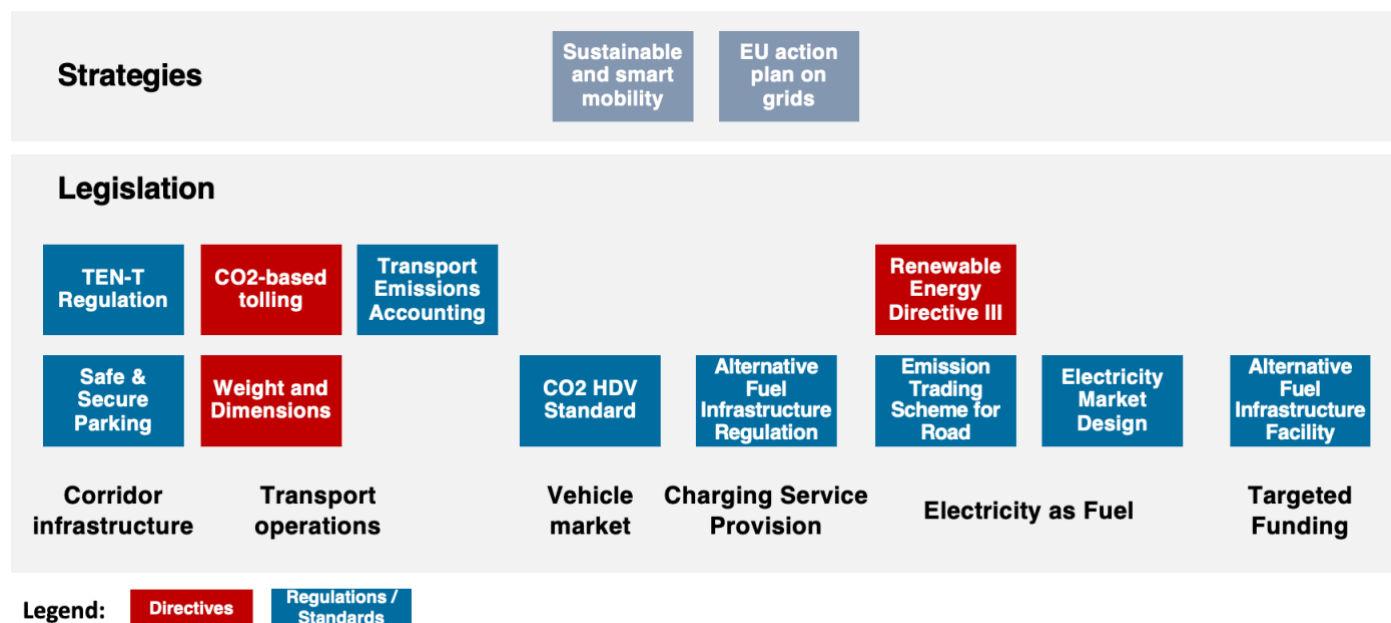 Strategies
Sustainable
and smart
mobility
EU action
plan on
grids
Legislation
TEN-T
Regulation
CO2-based
tolling
Transport
Emissions
Accounting
Renewable
Energy
Directive III
Safe &
Secure
Parking
Weight and
Dimensions
CO2 HDV
Standard
Alternative
Fuel
Infrastructure
Regulation
Emission
Trading
Scheme for
Road
Electricity
Market
Design
Alternative
Fuel
Infrastructure
Facility
Corridor
infrastructure
Transport
operations
Vehicle
market
Charging Service
Provision
Electricity as Fuel
Targeted
Funding
Legend:
Directives
Regulations /
Standards